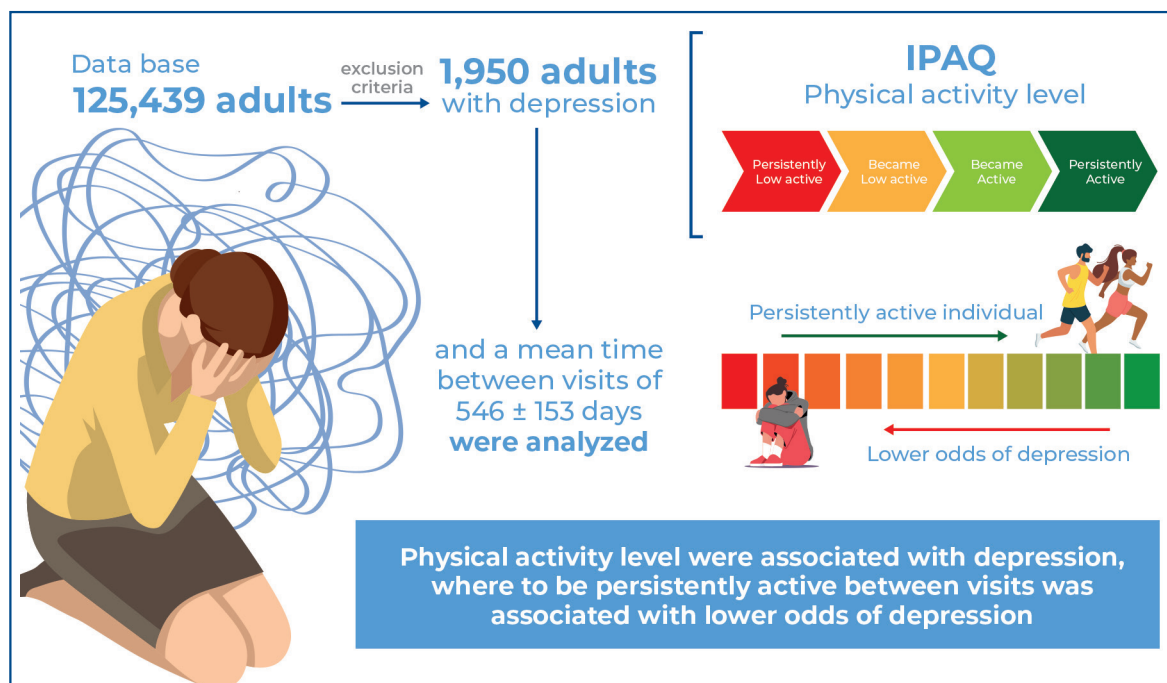 Data base
125,439 adults
exclusion
criteria
1,950 adults
with depression
and a mean time
between visits of
546 ± 153 days
were analyzed
IPAQ
Physical activity level
Persistently
Low active
Became
Low active
Became
Active
Persistently
Active
Persistently active individual
Lower odds of depression
Physical activity level were associated with depression,
where to be persistently active between visits was
associated with lower odds of depression